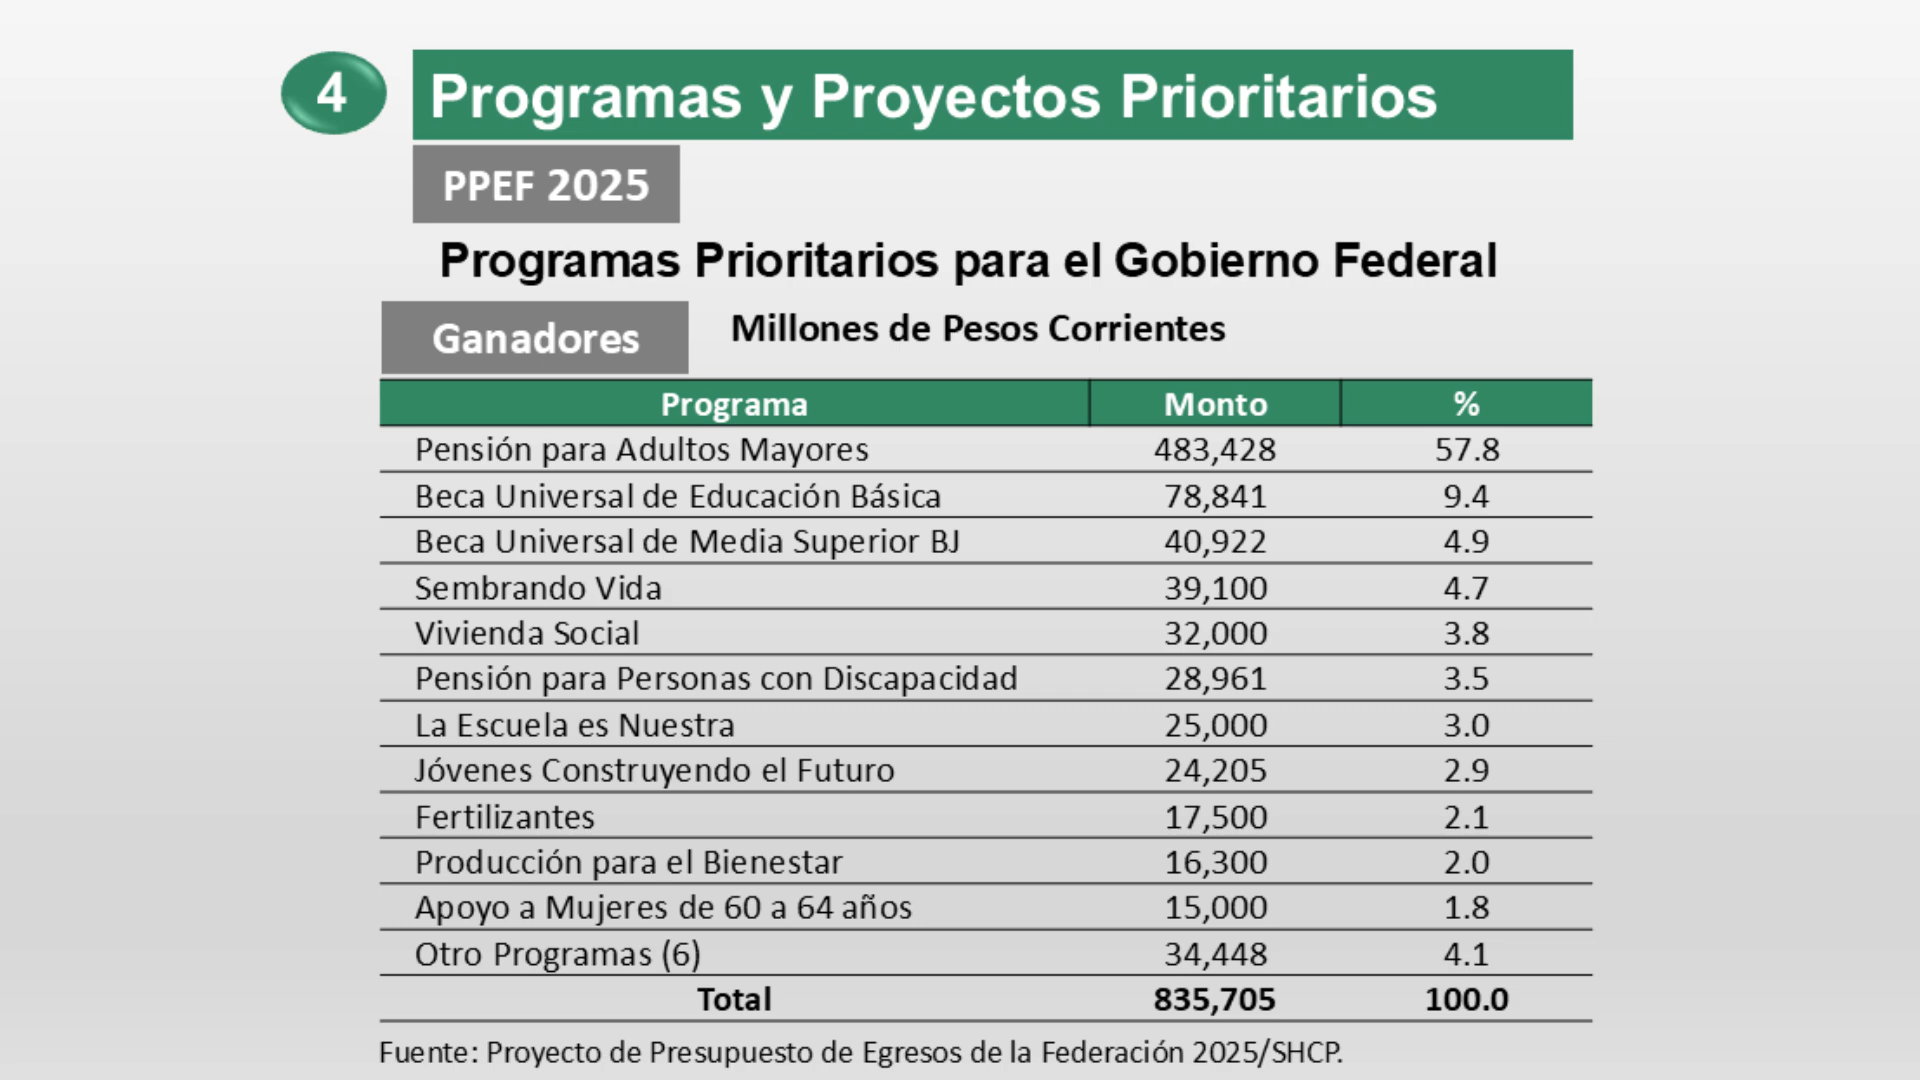 4 Programas y Proyectos Prioritarios
PPEF 2025
Programas Prioritarios para el Gobierno Federal
Ganadores Millones de Pesos Corrientes
Programa Monto %
Pensión para Adultos Mayores 483,428 57.8
Beca Universal de Educación Básica 78,841 9.4
Beca Universal de Media Superior BJ 40,922 4.9
Sembrando Vida 39,100 4.7
Vivienda Social 32,000 3.8
Pensión para Personas con Discapacidad 28,961 3.5
La Escuela es Nuestra 25,000 3.0
Jóvenes Construyendo el Futuro 24,205 2.9
Fertilizantes 17,500 2.1
Producción para el Bienestar 16,300 2.0
Apoyo a Mujeres de 60 a 64 años 15,000 1.8
Otro Programas (6) 34,448 4.1
Total 835,705 100.0
Fuente: Proyecto de Presupuesto de Egresos de la Federación 2025/SHCP.